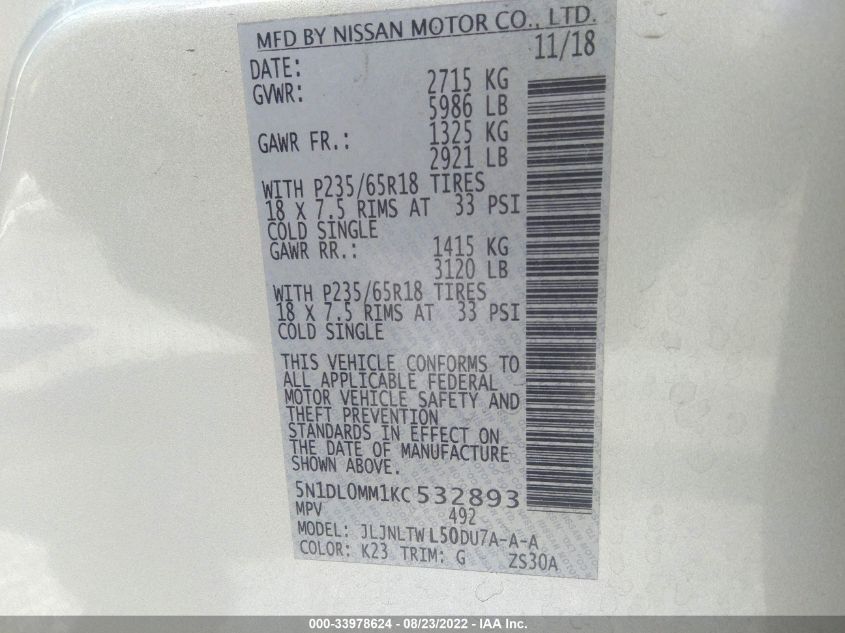 MFD BY NISSAN MOTOR CO., LTD.
DATE: 11/18
GVWR: 2715 KG
5986 LB
GAWR FR.: 1325 KG
2921 LB
WITH P235/65R18 TIRES
18 X 7.5 RIMS AT 33 PSI
COLD SINGLE
GAWR RR.: 1415 KG
3120 LB
WITH P235/65R18 TIRES
18 X 7.5 RIMS AT 33 PSI
COLD SINGLE
THIS VEHICLE CONFORMS TO
ALL APPLICABLE FEDERAL
MOTOR VEHICLE SAFETY AND
THEFT PREVENTION
STANDARDS IN EFFECT ON
THE DATE OF MANUFACTURE
SHOWN ABOVE.
5N1DL0MM1KC532893
MPV 492
MODEL: JLJNLTWL50DU7A-A-A
COLOR: K23 TRIM: G ZS30A
000-33978624 - 08/23/2022 - IAA Inc.